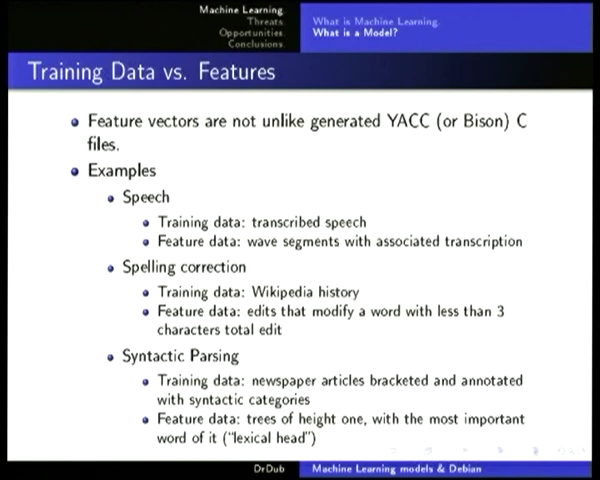 Machine Learning
Threats
Opportunities
Conclusions
What is Machine Learning
What is a Model?
Training Data vs. Features
Feature vectors are not unlike generated YACC (or Bison) C
files.
Examples
Speech
Training data: transcribed speech
Feature data: wave segments with associated transcription
Spelling correction
Training data: Wikipedia history
Feature data: edits that modify a word with less than 3
characters total edit
Syntactic Parsing
Training data: newspaper articles bracketed and annotated
with syntactic categories
Feature data: trees of height one, with the most important
word of it ("lexical head")
DrDub
Machine Learning models & Debian